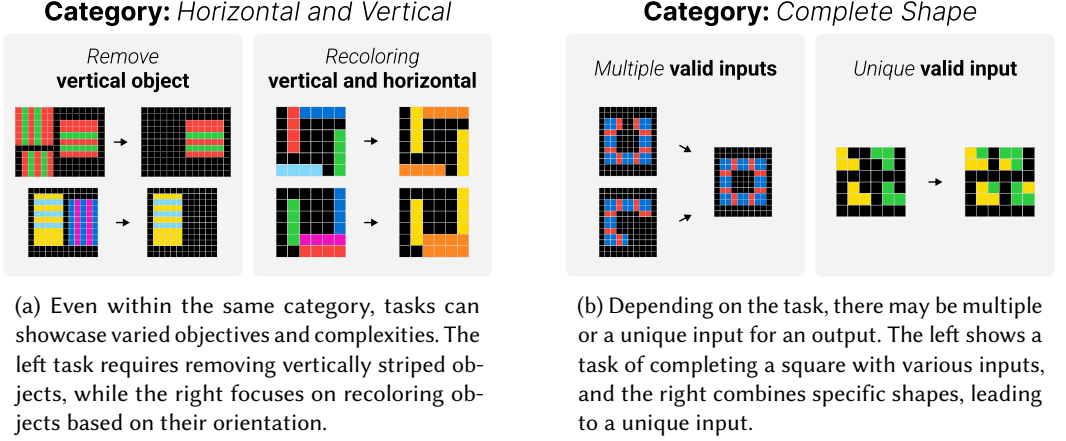 Category: Horizontal and Vertical
Remove
vertical object
Recoloring
vertical and horizontal
(a) Even within the same category, tasks can
showcase varied objectives and complexities. The
left task requires removing vertically striped ob-
jects, while the right focuses on recoloring ob-
jects based on their orientation.
Category: Complete Shape
Multiple valid inputs
Unique valid input
(b) Depending on the task, there may be multiple
or a unique input for an output. The left shows a
task of completing a square with various inputs,
and the right combines specific shapes, leading
to a unique input.